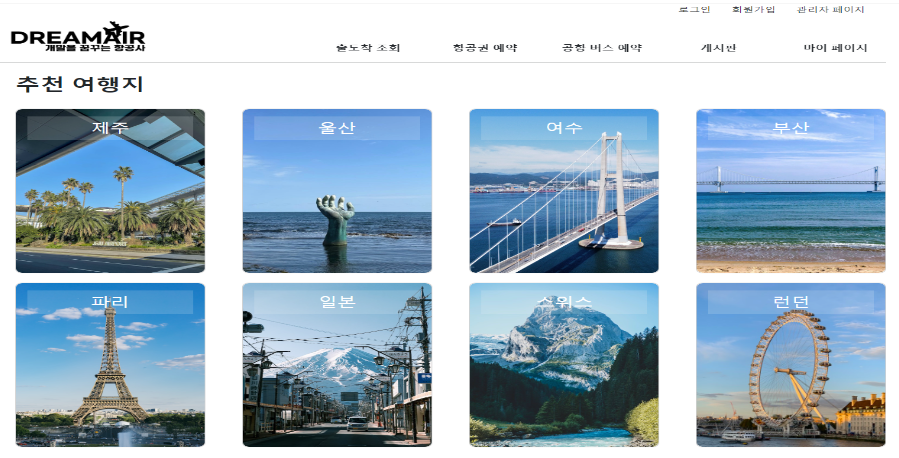 로그인 회원가입 관리자 페이지
DREAMAIR
개발을 꿈꾸는 항공사
출도착 조회 항공권 예약 공항 버스 예약 게시판 마이 페이지
추천 여행지
제주 울산 여수 부산
파리 일본 스위스 런던